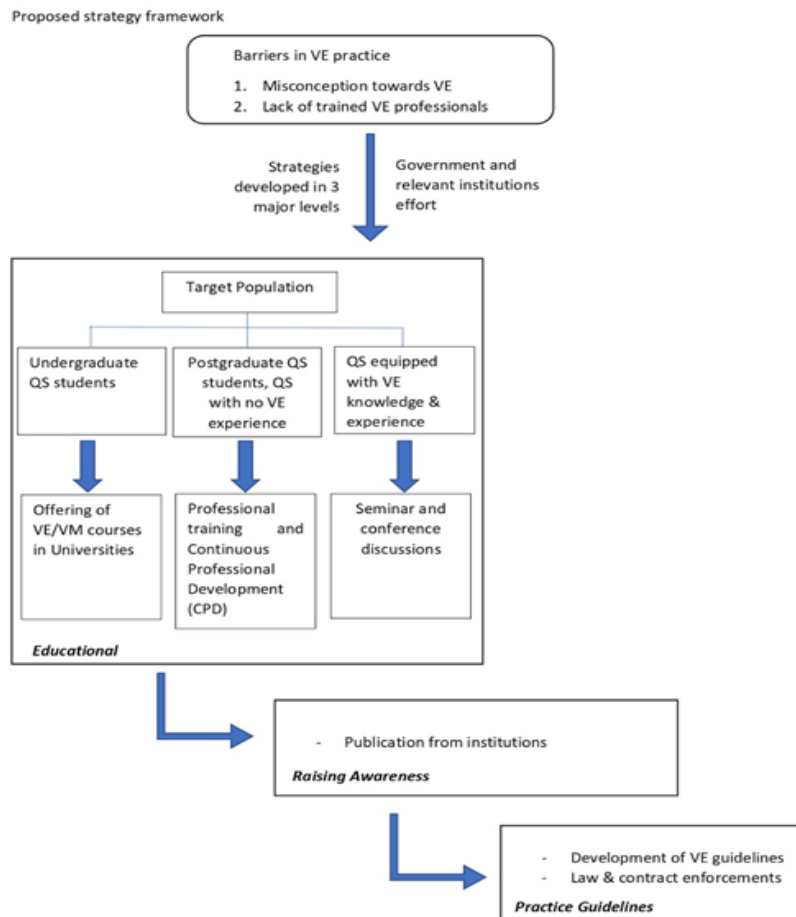 Proposed strategy framework
Barriers in VE practice
1. Misconception towards VE
2. Lack of trained VE professionals
Strategies
developed in 3
major levels
Government and
relevant institutions
effort
Target Population
Undergraduate
QS students
Postgraduate QS
students, QS
with no VE
experience
QS equipped
with VE
knowledge &
experience
Offering of
VE/VM courses
in Universities
Professional
training and
Continuous
Professional
Development
(CPD)
Seminar and
conference
discussions
Educational
- Publication from institutions
Raising Awareness
- Development of VE guidelines
- Law & contract enforcements
Practice Guidelines